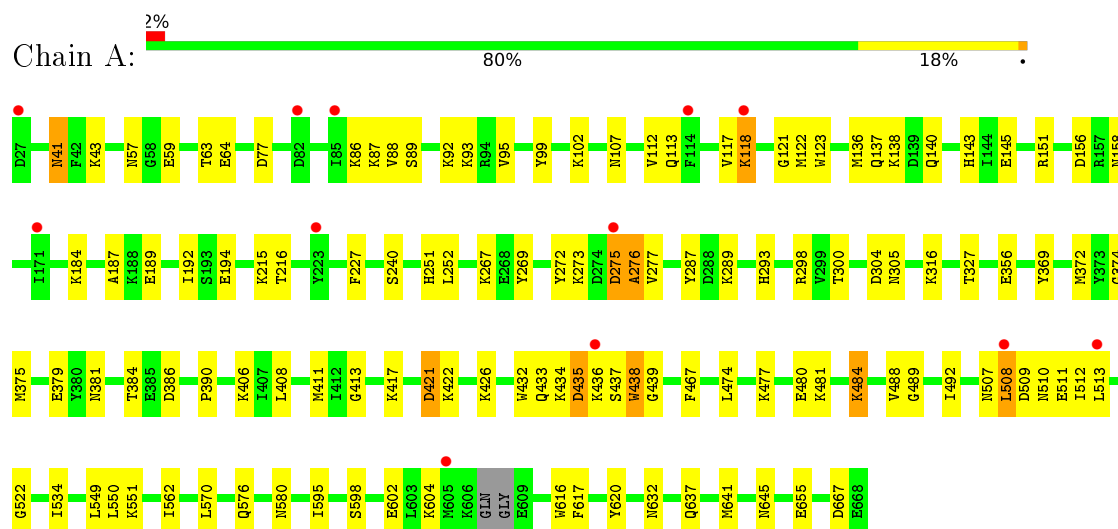 2%
Chain A:
80% 18% •
D27 N41 F42 K43 N57 G58 E59 T63 E64 D77 D82 I85 K86 K87 V88 S89 N92 K93 R94 V95 Y99 K102 N107 V112 Q113 F114 V117 K118 G121 M122 W123 M136 Q137 K138 D139 Q140 H143 I144 E145 R151 D156 R157 N158
I171 K184 A187 K188 E189 I192 S193 E194 K215 T216 Y223 F227 S240 H251 L252 K267 E268 Y269 Y272 K273 D274 D275 A276 V277 Y287 D288 K289 H293 R298 V299 T300 D304 N305 K316 T327 E356 Y369 M372 Y373 G374
M375 E379 Y380 N381 T384 E385 D386 P390 K406 I407 L408 M411 I412 G413 K417 D421 K422 K426 W432 Q433 K434 D435 K436 S437 W438 G439 F467 L474 K477 E480 K481 K484 V488 G489 I492 N507 L508 D509 N510 E511 I512 L513
G522 I534 L549 L550 K551 I562 L570 Q576 N580 I595 S598 E602 L603 K604 M605 K606 GLN GLY E609 W616 F617 Y620 N632 Q637 M641 N645 E655 D667 E668